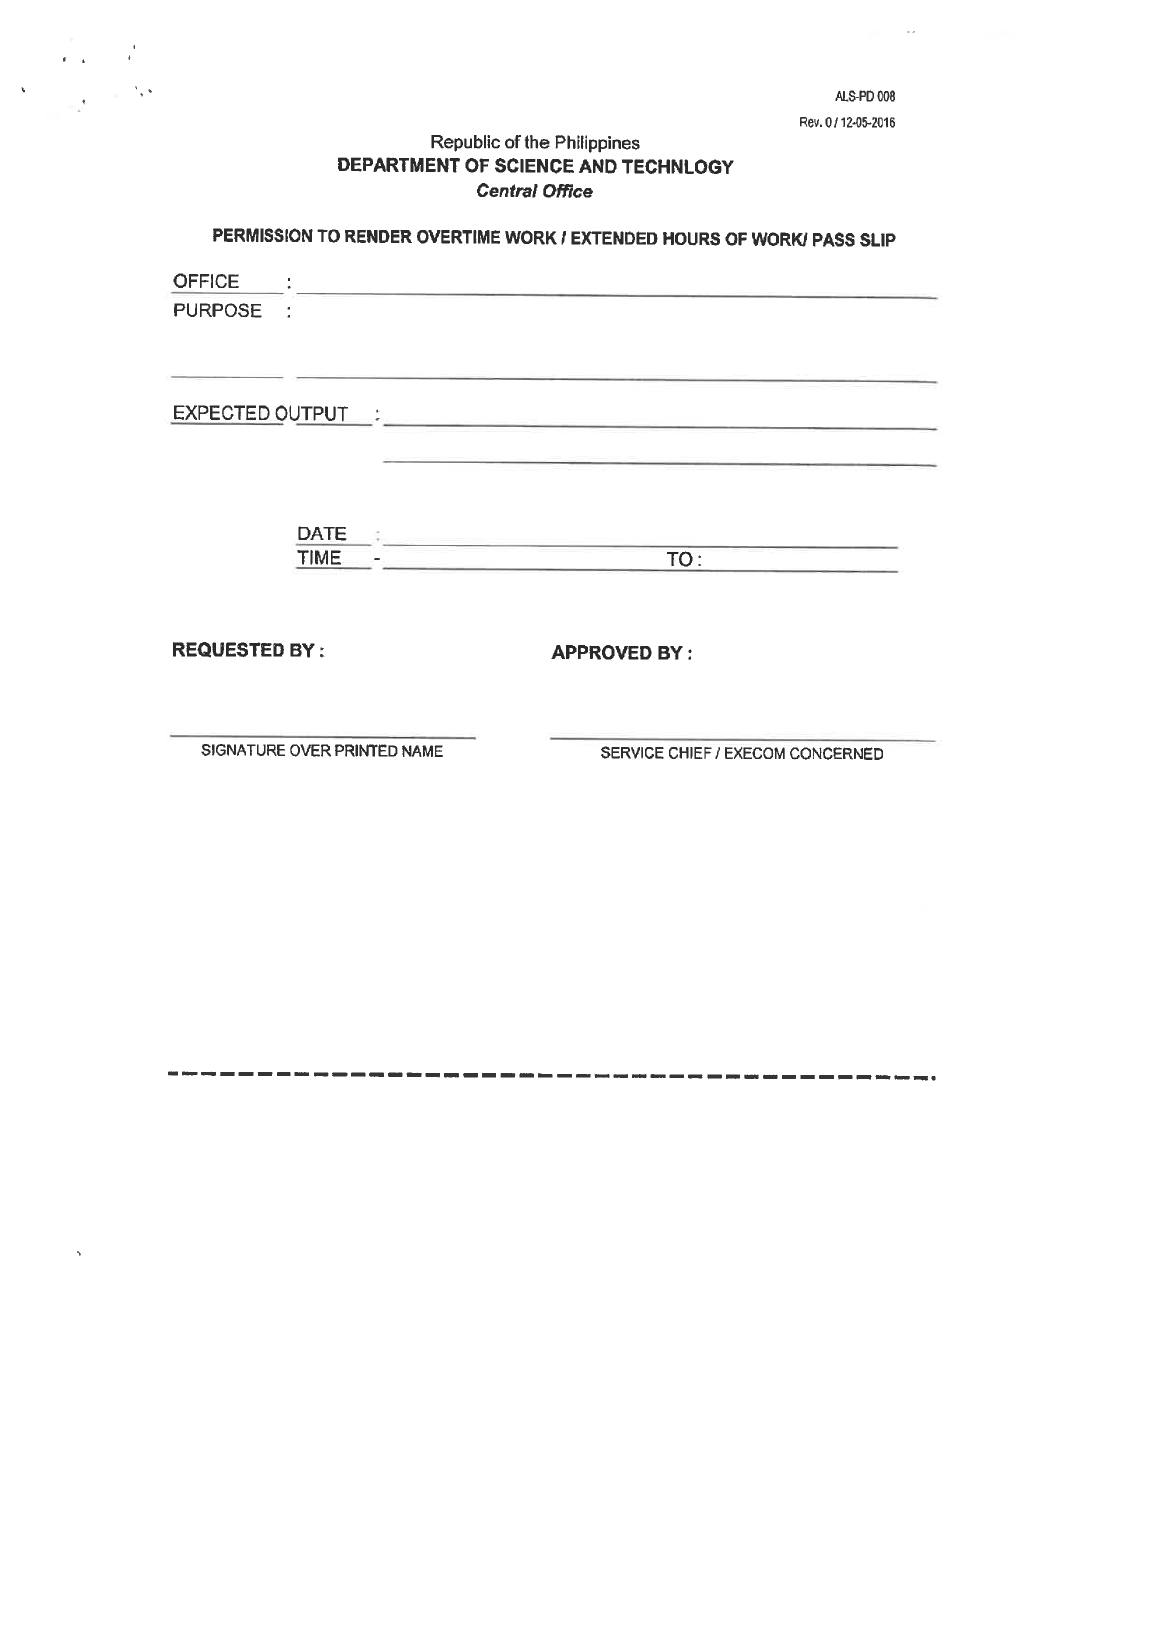 ALS-PD 008
Rev. 0 / 12-05-2016
Republic of the Philippines
DEPARTMENT OF SCIENCE AND TECHNLOGY
Central Office
PERMISSION TO RENDER OVERTIME WORK / EXTENDED HOURS OF WORK/ PASS SLIP
OFFICE :
PURPOSE :
EXPECTED OUTPUT :
DATE :
TIME - TO :
REQUESTED BY : APPROVED BY :
SIGNATURE OVER PRINTED NAME SERVICE CHIEF / EXECOM CONCERNED